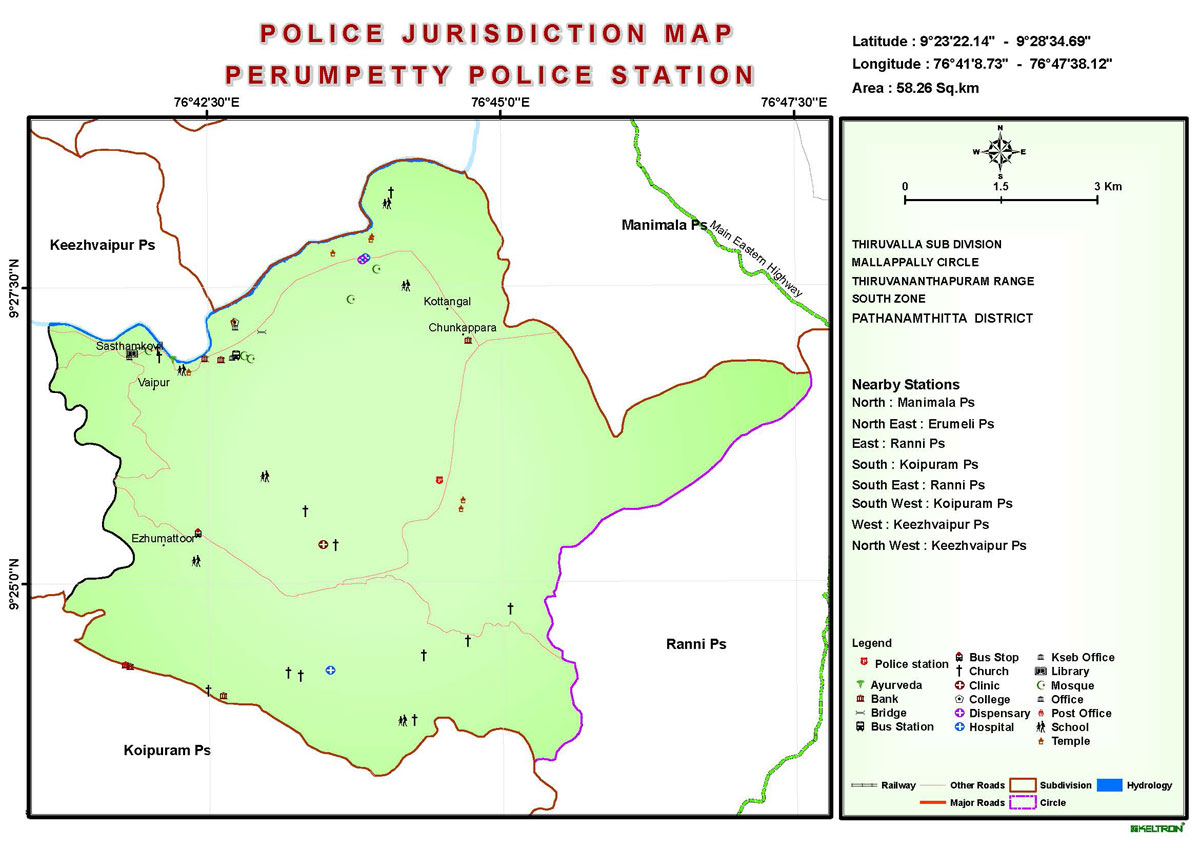 POLICE JURISDICTION MAP
PERUMPETTY POLICE STATION
Latitude : 9°23'22.14" - 9°28'34.69"
Longitude : 76°41'8.73" - 76°47'38.12"
Area : 58.26 Sq.km
76°42'30"E
76°45'0"E
76°47'30"E
9°27'30"N
9°25'0"N
Keezhvaipur Ps
Manimala Ps
Main Eastern Highway
Kottangal
Chunkappara
Sasthamkovil
Vaipur
Ezhumattoor
Ranni Ps
Koipuram Ps
N
W
E
S
0
1.5
3 Km
THIRUVALLA SUB DIVISION
MALLAPPALLY CIRCLE
THIRUVANANTHAPURAM RANGE
SOUTH ZONE
PATHANAMTHITTA DISTRICT
Nearby Stations
North : Manimala Ps
North East : Erumeli Ps
East : Ranni Ps
South : Koipuram Ps
South East : Ranni Ps
South West : Koipuram Ps
West : Keezhvaipur Ps
North West : Keezhvaipur Ps
Legend
Police station
Ayurveda
Bank
Bridge
Bus Station
Bus Stop
Church
Clinic
College
Dispensary
Hospital
Kseb Office
Library
Mosque
Office
Post Office
School
Temple
Railway
Other Roads
Subdivision
Hydrology
Major Roads
Circle
KELTRON